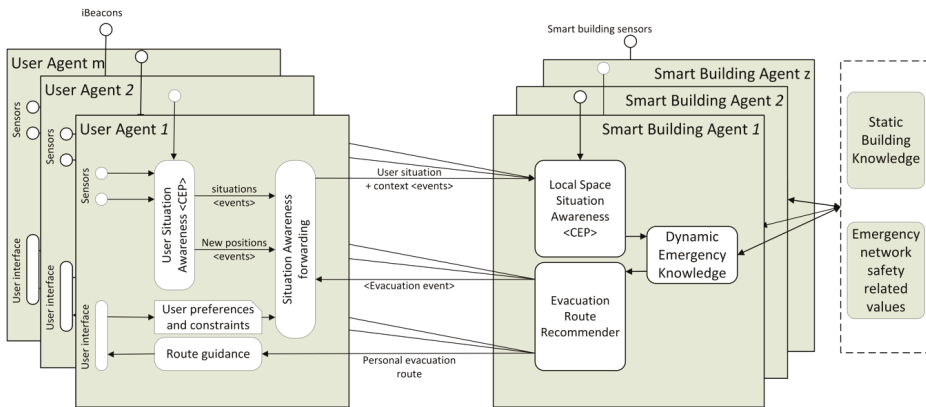 iBeacons
Smart building sensors
User Agent m
Smart Building Agent z
User Agent 2
Smart Building Agent 2
User Agent 1
Smart Building Agent 1
Sensors
Sensors
Sensors
User interface
User interface
User interface
User Situation
Awareness <CEP>
situations
<events>
New positions
<events>
Situation Awareness
forwarding
User preferences
and constraints
Route guidance
User situation
+ context <events>
<Evacuation event>
Personal evacuation
route
Local Space
Situation
Awareness
<CEP>
Dynamic
Emergency
Knowledge
Evacuation
Route
Recommender
Static
Building
Knowledge
Emergency
network
safety
related
values